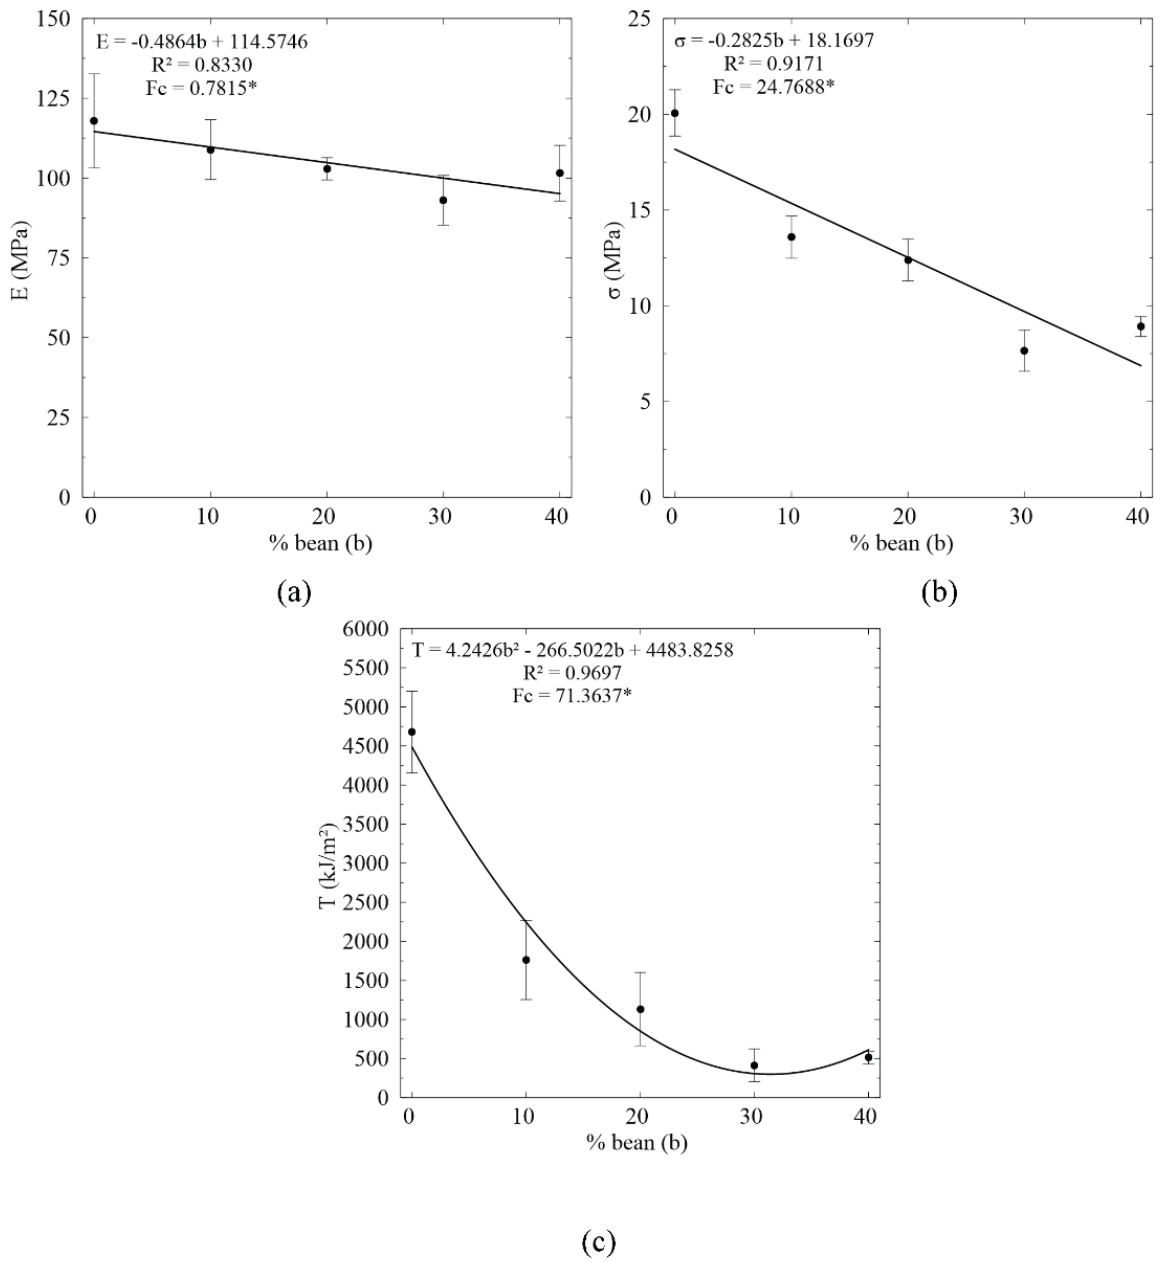 E = -0.4864b + 114.5746
R² = 0.8330
Fc = 0.7815*
150
125
100
75
50
25
0
E (MPa)
0 10 20 30 40
% bean (b)
(a)
σ = -0.2825b + 18.1697
R² = 0.9171
Fc = 24.7688*
25
20
15
10
5
0
σ (MPa)
0 10 20 30 40
% bean (b)
(b)
T = 4.2426b² - 266.5022b + 4483.8258
R² = 0.9697
Fc = 71.3637*
6000
5500
5000
4500
4000
3500
3000
2500
2000
1500
1000
500
0
T (kJ/m²)
0 10 20 30 40
% bean (b)
(c)